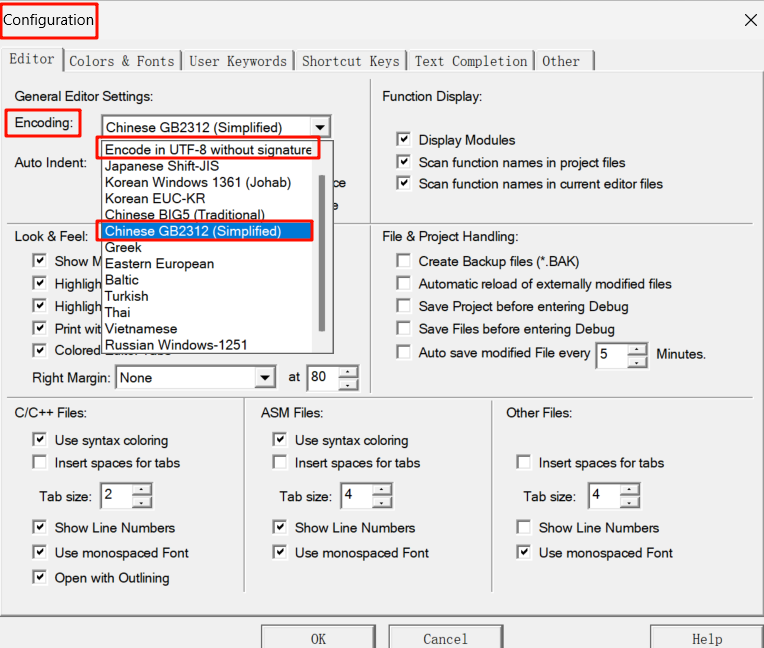 Configuration
Editor
Colors & Fonts
User Keywords
Shortcut Keys
Text Completion
Other
General Editor Settings:
Encoding:
Chinese GB2312 (Simplified)
Encode in UTF-8 without signature
Japanese Shift-JIS
Korean Windows 1361 (Johab)
Korean EUC-KR
Chinese BIG5 (Traditional)
Chinese GB2312 (Simplified)
Greek
Eastern European
Baltic
Turkish
Thai
Vietnamese
Russian Windows-1251
Auto Indent:
Function Display:
Display Modules
Scan function names in project files
Scan function names in current editor files
Look & Feel:
Show M
Highligh
Highligh
Print wit
Colored
Right Margin:
None
at
80
File & Project Handling:
Create Backup files (*.BAK)
Automatic reload of externally modified files
Save Project before entering Debug
Save Files before entering Debug
Auto save modified File every 5 Minutes.
C/C++ Files:
Use syntax coloring
Insert spaces for tabs
Tab size: 2
Show Line Numbers
Use monospaced Font
Open with Outlining
ASM Files:
Use syntax coloring
Insert spaces for tabs
Tab size: 4
Show Line Numbers
Use monospaced Font
Other Files:
Insert spaces for tabs
Tab size: 4
Show Line Numbers
Use monospaced Font
OK
Cancel
Help